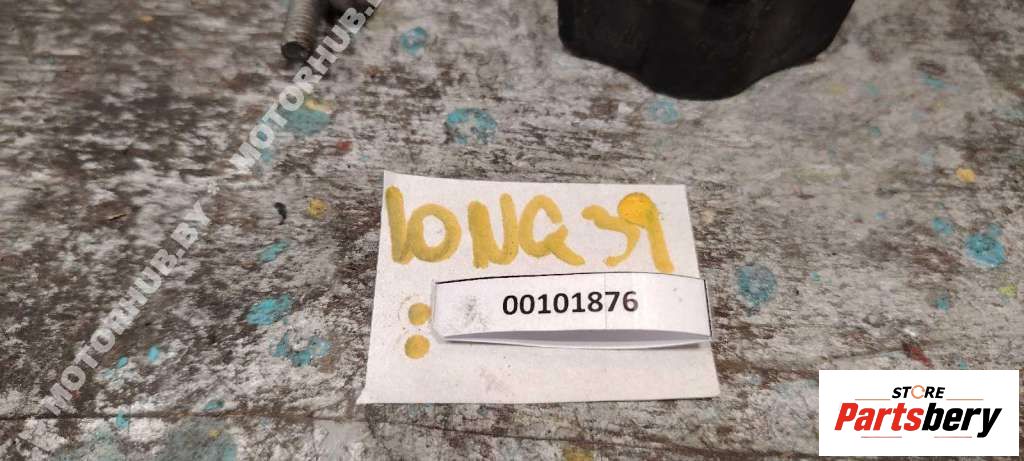 MOTORHUB.BY MOTORHUB.BY
10NQ39
00101876
STORE
Partsbery